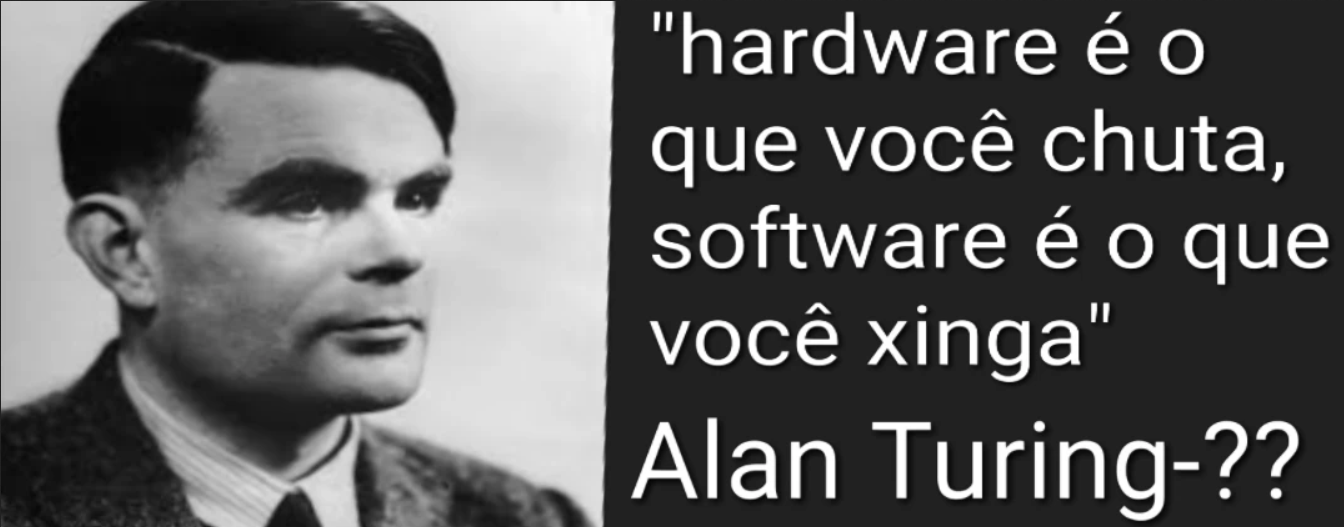 "hardware é o
que você chuta,
software é o que
você xinga"
Alan Turing-??